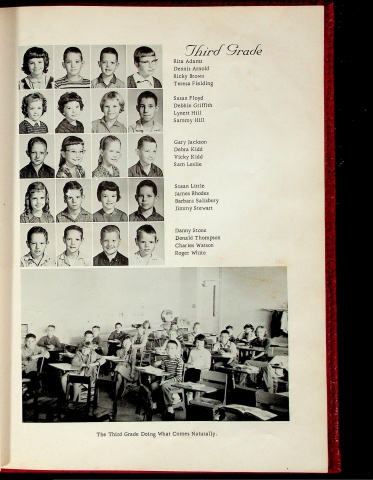 Third Grade
Rita Adams
Dennis Arnold
Ricky Brown
Teresa Fielding
Susan Floyd
Debbie Griffith
Lynett Hill
Sammy Hill
Gary Jackson
Debra Kidd
Vicky Kidd
Sam Leslie
Susan Little
James Rhodes
Barbara Salisbury
Jimmy Stewart
Danny Stone
Donald Thompson
Charles Watson
Roger White
The Third Grade Doing What Comes Naturally.